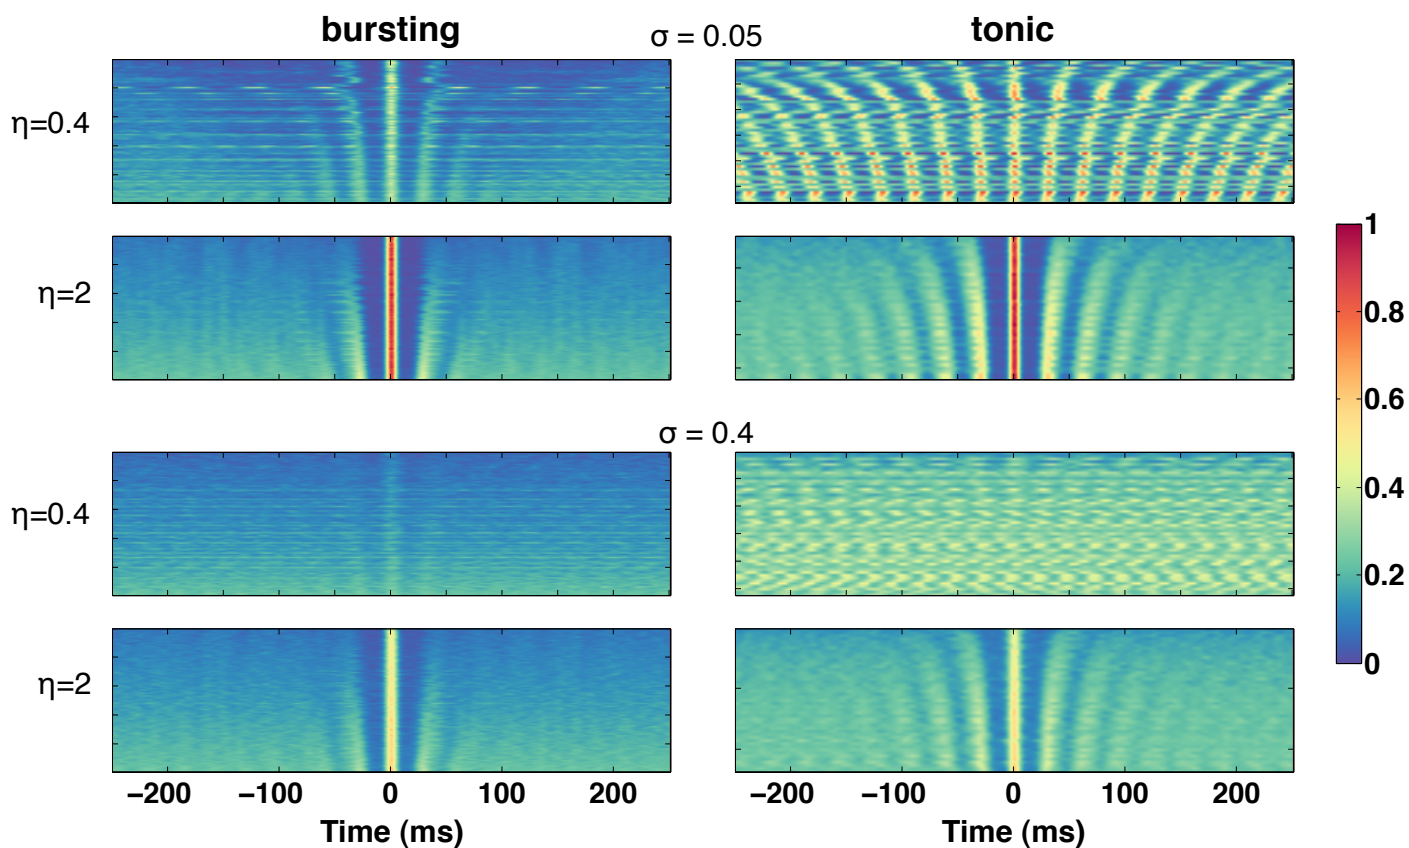 bursting
σ = 0.05
tonic
η=0.4
η=2
σ = 0.4
η=0.4
η=2
1
0.8
0.6
0.4
0.2
0
−200 −100 0 100 200
Time (ms)
−200 −100 0 100 200
Time (ms)